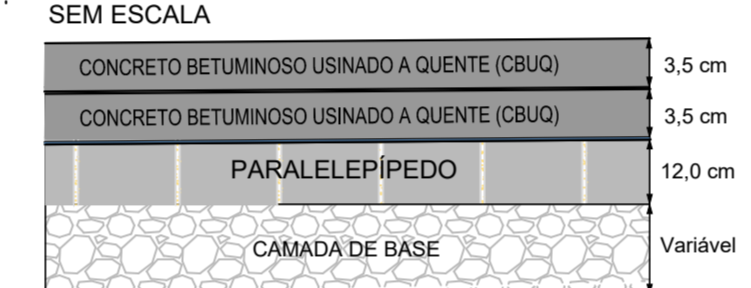 SEM ESCALA
CONCRETO BETUMINOSO USINADO A QUENTE (CBUQ) 3,5 cm
CONCRETO BETUMINOSO USINADO A QUENTE (CBUQ) 3,5 cm
PARALELEPÍPEDO 12,0 cm
CAMADA DE BASE Variável